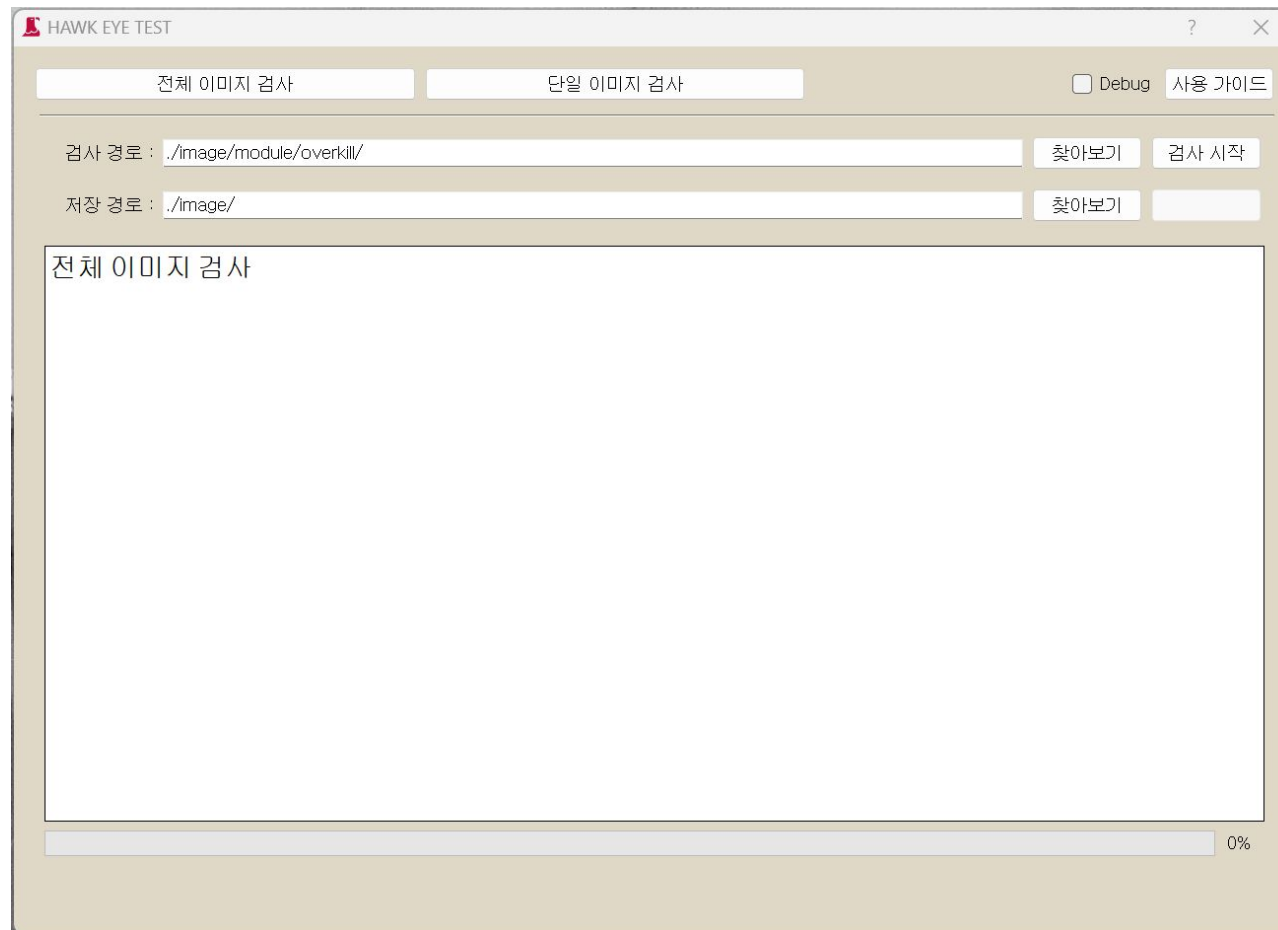 HAWK EYE TEST ?
전체 이미지 검사 단일 이미지 검사 Debug 사용 가이드
검사 경로 : ./image/module/overkill/ 찾아보기 검사 시작
저장 경로 : ./image/ 찾아보기
전체 이미지 검사
0%